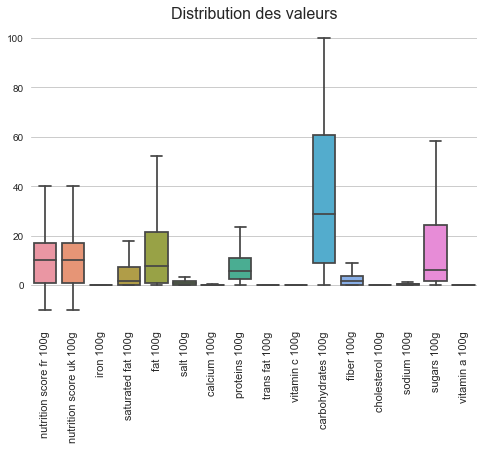 Distribution des valeurs
100
80
60
40
20
0
nutrition score fr 100g
nutrition score uk 100g
iron 100g
saturated fat 100g
fat 100g
salt 100g
calcium 100g
proteins 100g
trans fat 100g
vitamin c 100g
carbohydrates 100g
fiber 100g
cholesterol 100g
sodium 100g
sugars 100g
vitamin a 100g